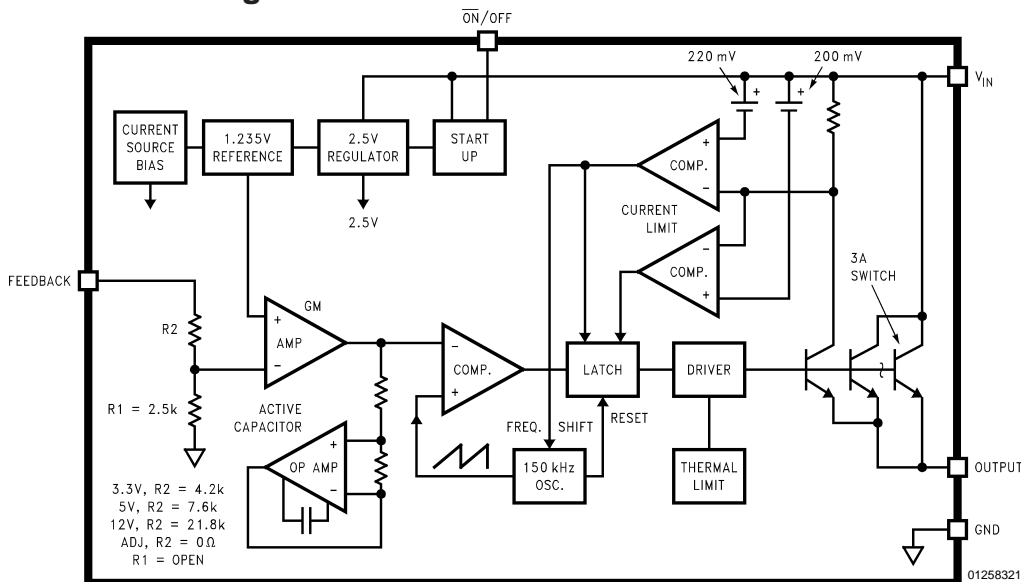 ON/OFF
220 mV
200 mV
VIN
CURRENT
SOURCE
BIAS
1.235V
REFERENCE
2.5V
REGULATOR
START
UP
+
+
+
COMP.
−
2.5V
CURRENT
LIMIT
−
COMP.
+
3A
SWITCH
FEEDBACK
R2
GM
+
AMP
−
−
COMP.
+
LATCH
DRIVER
R1 = 2.5k
ACTIVE
CAPACITOR
+
OP AMP
−
FREQ. SHIFT
RESET
150 kHz
OSC.
THERMAL
LIMIT
OUTPUT
3.3V, R2 = 4.2k
5V, R2 = 7.6k
12V, R2 = 21.8k
ADJ, R2 = 0Ω
R1 = OPEN
GND
01258321